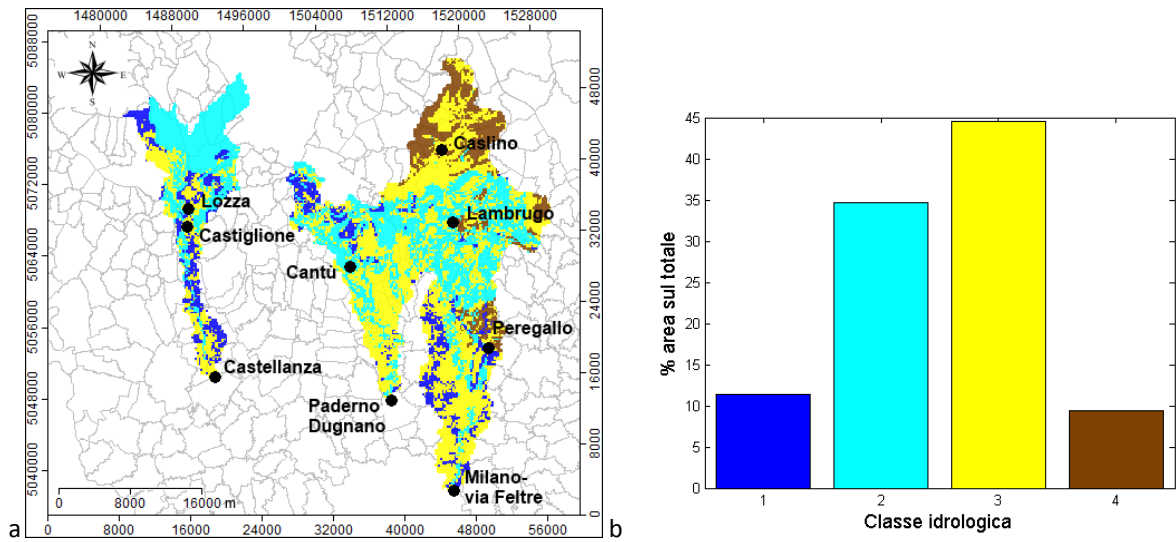 1480000 1488000 1496000 1504000 1512000 1520000 1528000
5088000
5080000
5072000
5064000
5056000
5048000
5040000
N
W E
S
Caslino
Lozza
Lambrugo
Castiglione
Cantù
Peregallo
Castellanza
Paderno
Dugnano
Milano-
via Feltre
0 8000 16000 m
48000
40000
32000
24000
16000
8000
0
0 8000 16000 24000 32000 40000 48000 56000
a
b
% area sul totale
45
40
35
30
25
20
15
10
5
0
1 2 3 4
Classe idrologica